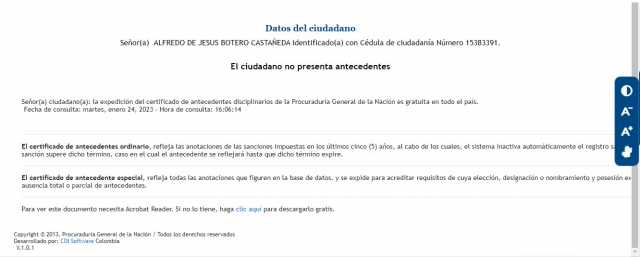 Datos del ciudadano
Señor(a) ALFREDO DE JESUS BOTERO CASTAÑEDA identificado(a) con Cédula de ciudadanía Número 15383391.
El ciudadano no presenta antecedentes
Señor(a) ciudadano(a): la expedición del certificado de antecedentes disciplinarios de la Procuraduría General de la Nación es gratuita en todo el país.
Fecha de consulta: martes, enero 24, 2023 - Hora de consulta: 16:06:14
El certificado de antecedentes ordinario, refleja las anotaciones de las sanciones impuestas en los últimos cinco (5) años, al cabo de los cuales, el sistema inactiva automáticamente el registro
sanción supere dicho término, caso en el cual el antecedente se reflejará hasta que dicho término expire.
El certificado de antecedente especial, refleja todas las anotaciones que figuren en la base de datos, y se expide para acreditar requisitos de cuya elección, designación o nombramiento y posesión
ausencia total o parcial de antecedentes.
Para ver este documento necesita Acrobat Reader. Si no lo tiene, haga clic aquí para descargarlo gratis.
Copyright © 2013, Procuraduría General de la Nación / Todos los derechos reservados
Desarrollado por: CDI Software Colombia
V.1.0.1
A-
A+